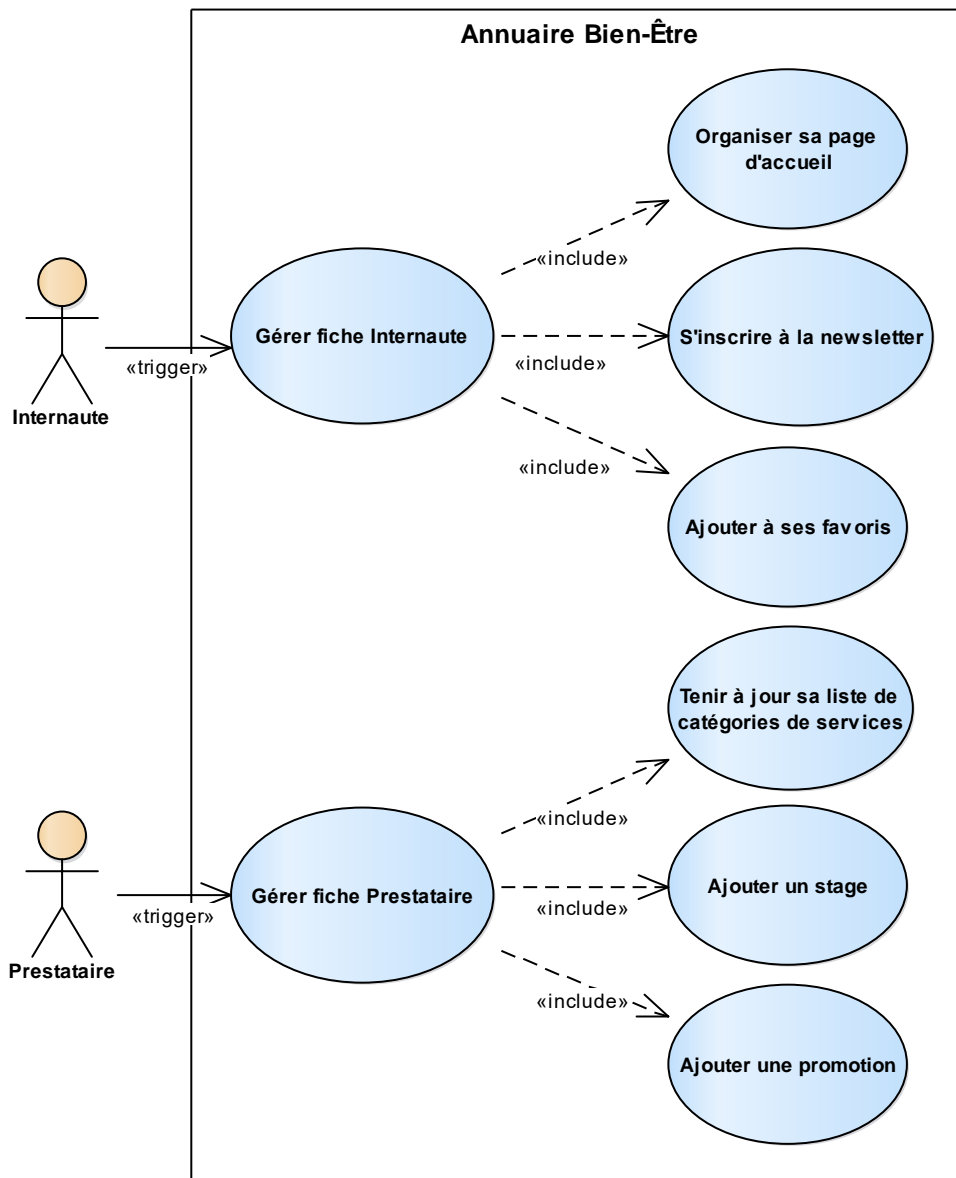 Annuaire Bien-Être
Organiser sa page
d'accueil
«include»
Gérer fiche Internaute
S'inscrire à la newsletter
«trigger»
«include»
Internaute
«include»
Ajouter à ses favoris
Tenir à jour sa liste de
catégories de services
«include»
Gérer fiche Prestataire
Ajouter un stage
«trigger»
«include»
Prestataire
«include»
Ajouter une promotion